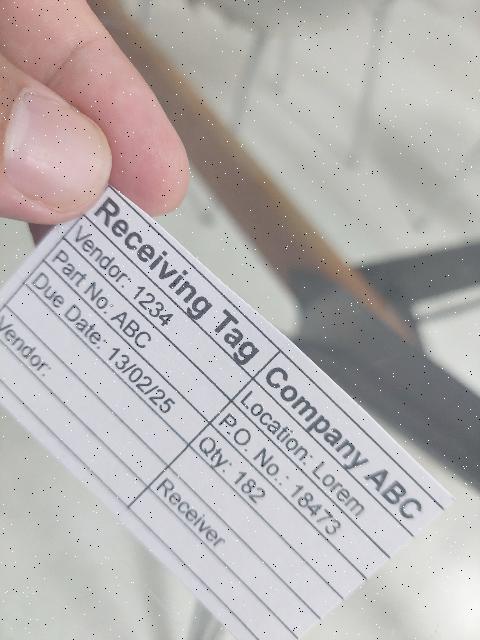 Receiving Tag Company ABC
Vendor: 1234 Location: Lorem
Part No: ABC P.O. No.: 18473
Due Date: 13/02/25 Qty: 182
Vendor: Receiver